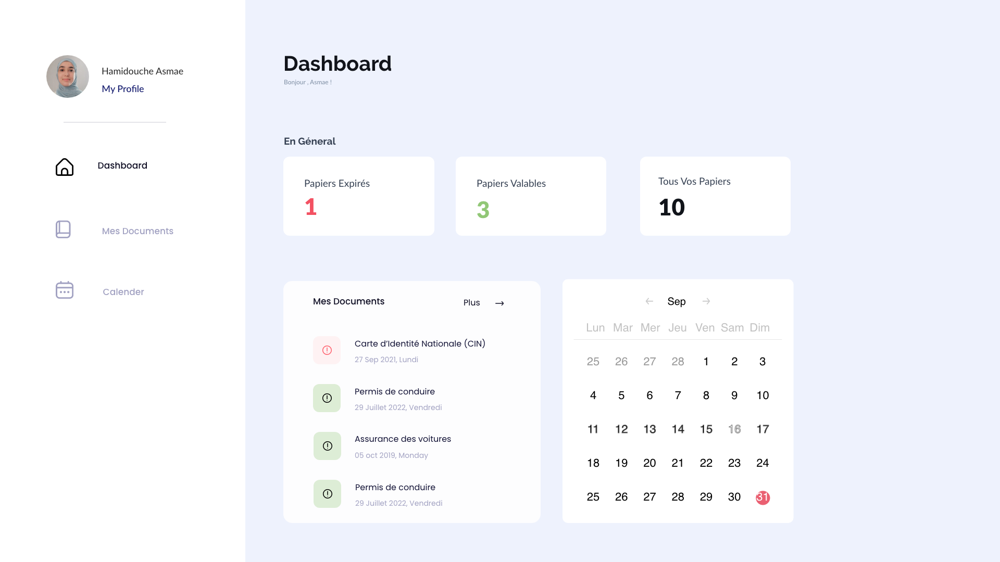 Hamidouche Asmae
My Profile
Dashboard
Mes Documents
Calender
Dashboard
Bonjour , Asmae !
En Géneral
Papiers Expirés
1
Papiers Valables
3
Tous Vos Papiers
10
Mes Documents
Plus
Carte d’Identité Nationale (CIN)
27 Sep 2021, Lundi
Permis de conduire
29 Juillet 2022, Vendredi
Assurance des voitures
05 oct 2019, Monday
Permis de conduire
29 Juillet 2022, Vendredi
Sep
Lun Mar Mer Jeu Ven Sam Dim
25 26 27 28 1 2 3
4 5 6 7 8 9 10
11 12 13 14 15 16 17
18 19 20 21 22 23 24
25 26 27 28 29 30 31